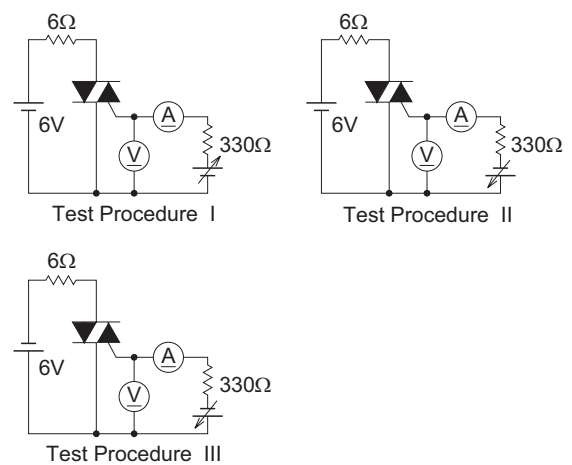 6Ω
6V
A
V
330Ω
Test Procedure I
6Ω
6V
A
V
330Ω
Test Procedure II
6Ω
6V
A
V
330Ω
Test Procedure III